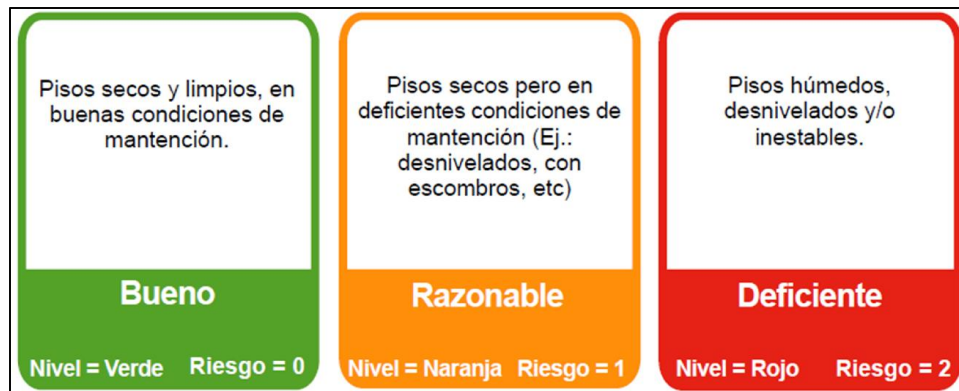 Pisos secos y limpios, en
buenas condiciones de
mantención.
Bueno
Nivel = Verde Riesgo = 0
Pisos secos pero en
deficientes condiciones de
mantención (Ej.:
desnivelados, con
escombros, etc)
Razonable
Nivel = Naranja Riesgo = 1
Pisos húmedos,
desnivelados y/o
inestables.
Deficiente
Nivel = Rojo Riesgo = 2